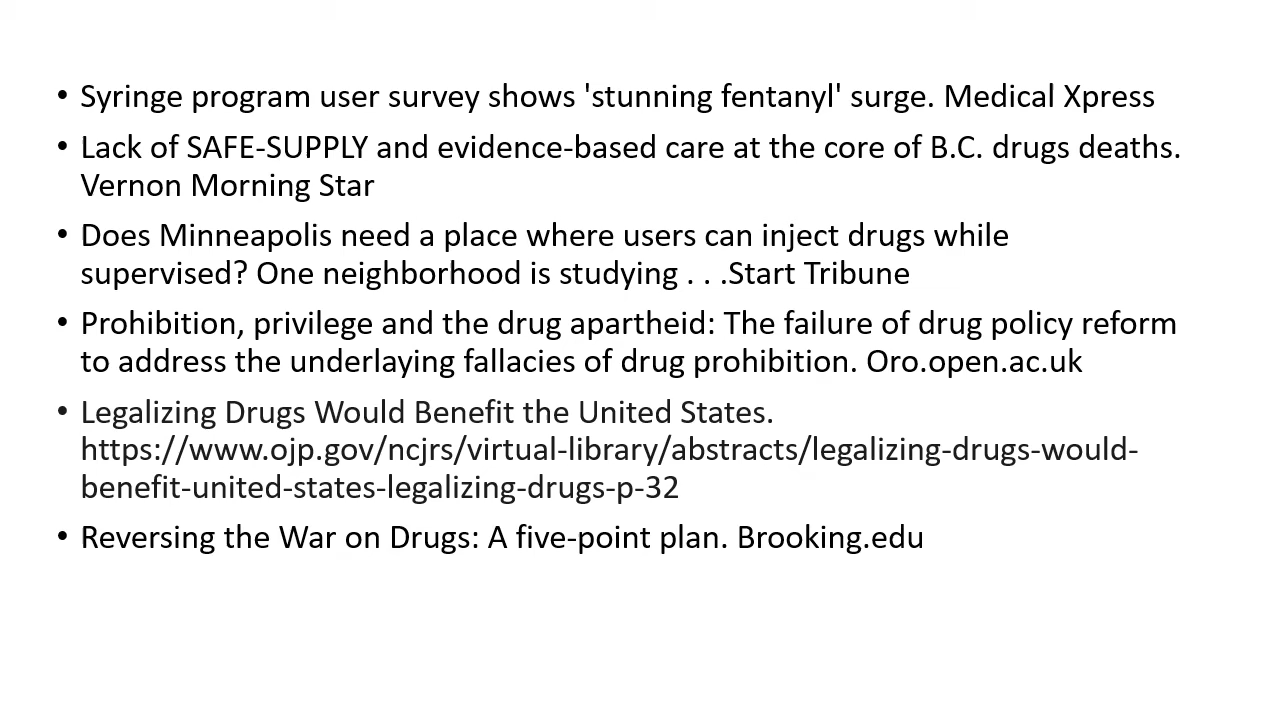 • Syringe program user survey shows 'stunning fentanyl' surge. Medical Xpress
• Lack of SAFE-SUPPLY and evidence-based care at the core of B.C. drugs deaths.
Vernon Morning Star
• Does Minneapolis need a place where users can inject drugs while
supervised? One neighborhood is studying . . .Start Tribune
• Prohibition, privilege and the drug apartheid: The failure of drug policy reform
to address the underlaying fallacies of drug prohibition. Oro.open.ac.uk
• Legalizing Drugs Would Benefit the United States.
https://www.ojp.gov/ncjrs/virtual-library/abstracts/legalizing-drugs-would-
benefit-united-states-legalizing-drugs-p-32
• Reversing the War on Drugs: A five-point plan. Brooking.edu